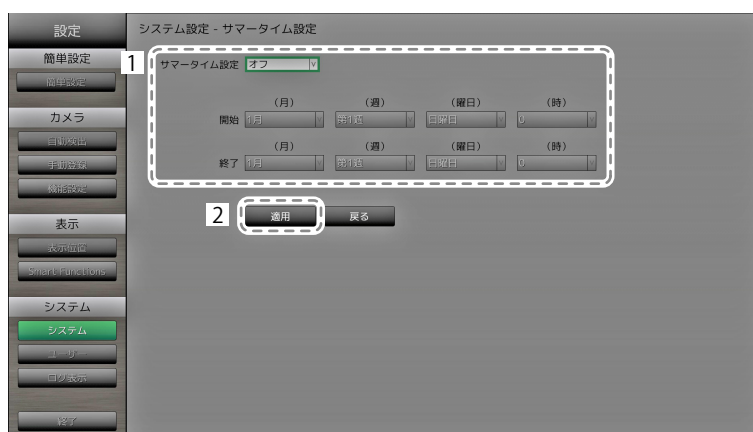 設定
システム設定 - サマータイム設定
簡単設定
簡単設定
カメラ
自動検出
手動登録
機能設定
表示
表示位置
Smart Functions
システム
システム
ユーザー
ログ表示
終了
1
サマータイム設定 オフ
(月) (週) (曜日) (時)
開始 1月 第1週 日曜日 0
(月) (週) (曜日) (時)
終了 1月 第1週 日曜日 0
2 適用 戻る